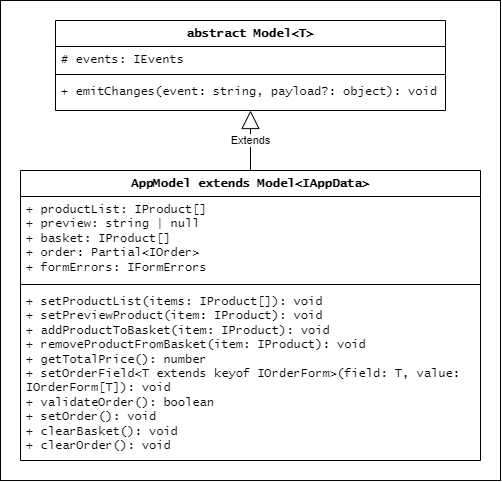 abstract Model<T>
# events: IEvents
+ emitChanges(event: string, payload?: object): void
Extends
AppModel extends Model<IAppData>
+ productList: IProduct[]
+ preview: string | null
+ basket: IProduct[]
+ order: Partial<IOrder>
+ formErrors: IFormErrors
+ setProductList(items: IProduct[]): void
+ setPreviewProduct(item: IProduct): void
+ addProductToBasket(item: IProduct): void
+ removeProductFromBasket(item: IProduct): void
+ getTotalPrice(): number
+ setOrderField<T extends keyof IOrderForm>(field: T, value:
IOrderForm[T]): void
+ validateOrder(): boolean
+ setOrder(): void
+ clearBasket(): void
+ clearOrder(): void